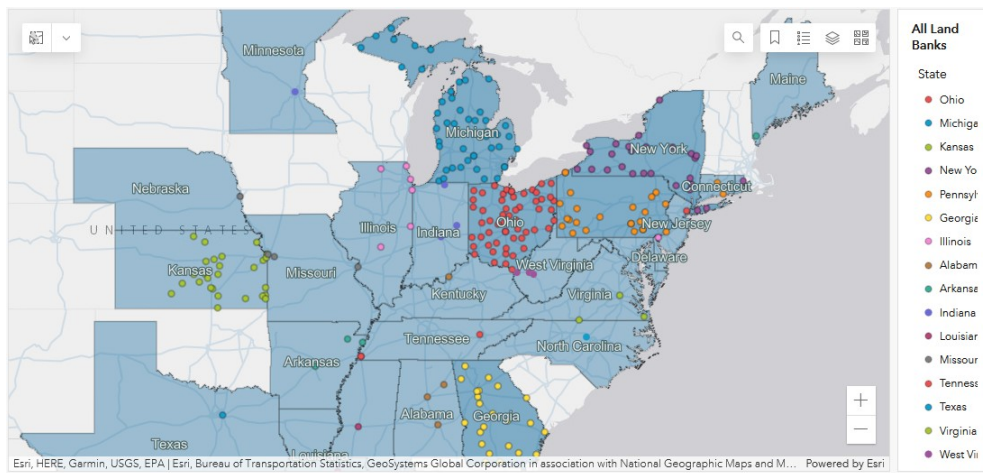 Minnesota
Maine
Michigan
New York
Connecticut
Nebraska
UNITED STATES
Illinois
Indiana
Ohio
New Jersey
Kansas
Missouri
West Virginia
Delaware
Kentucky
Virginia
Tennessee
North Carolina
Arkansas
Alabama
Georgia
Texas
Louisiana
+
−
Esri, HERE, Garmin, USGS, EPA | Esri, Bureau of Transportation Statistics, GeoSystems Global Corporation in association with National Geographic Maps and M...
Powered by Esri
All Land
Banks
State
Ohio
Michiga
Kansas
New Yo
Pennsyl
Georgia
Illinois
Alabam
Arkansa
Indiana
Louisian
Missour
Tenness
Texas
Virginia
West Vi